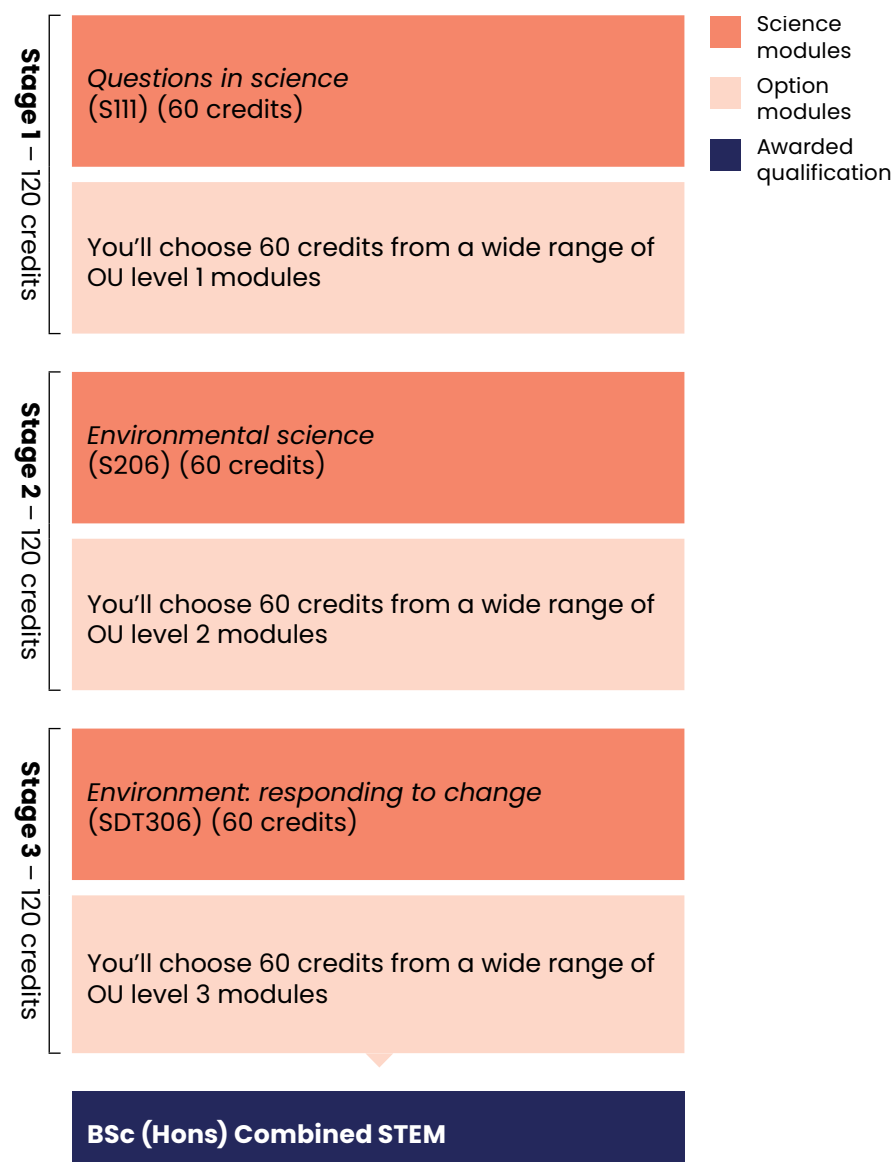 Stage 1 – 120 credits
Questions in science
(S111) (60 credits)
You’ll choose 60 credits from a wide range of
OU level 1 modules
Science
modules
Option
modules
Awarded
qualification
Stage 2 – 120 credits
Environmental science
(S206) (60 credits)
You’ll choose 60 credits from a wide range of
OU level 2 modules
Stage 3 – 120 credits
Environment: responding to change
(SDT306) (60 credits)
You’ll choose 60 credits from a wide range of
OU level 3 modules
BSc (Hons) Combined STEM